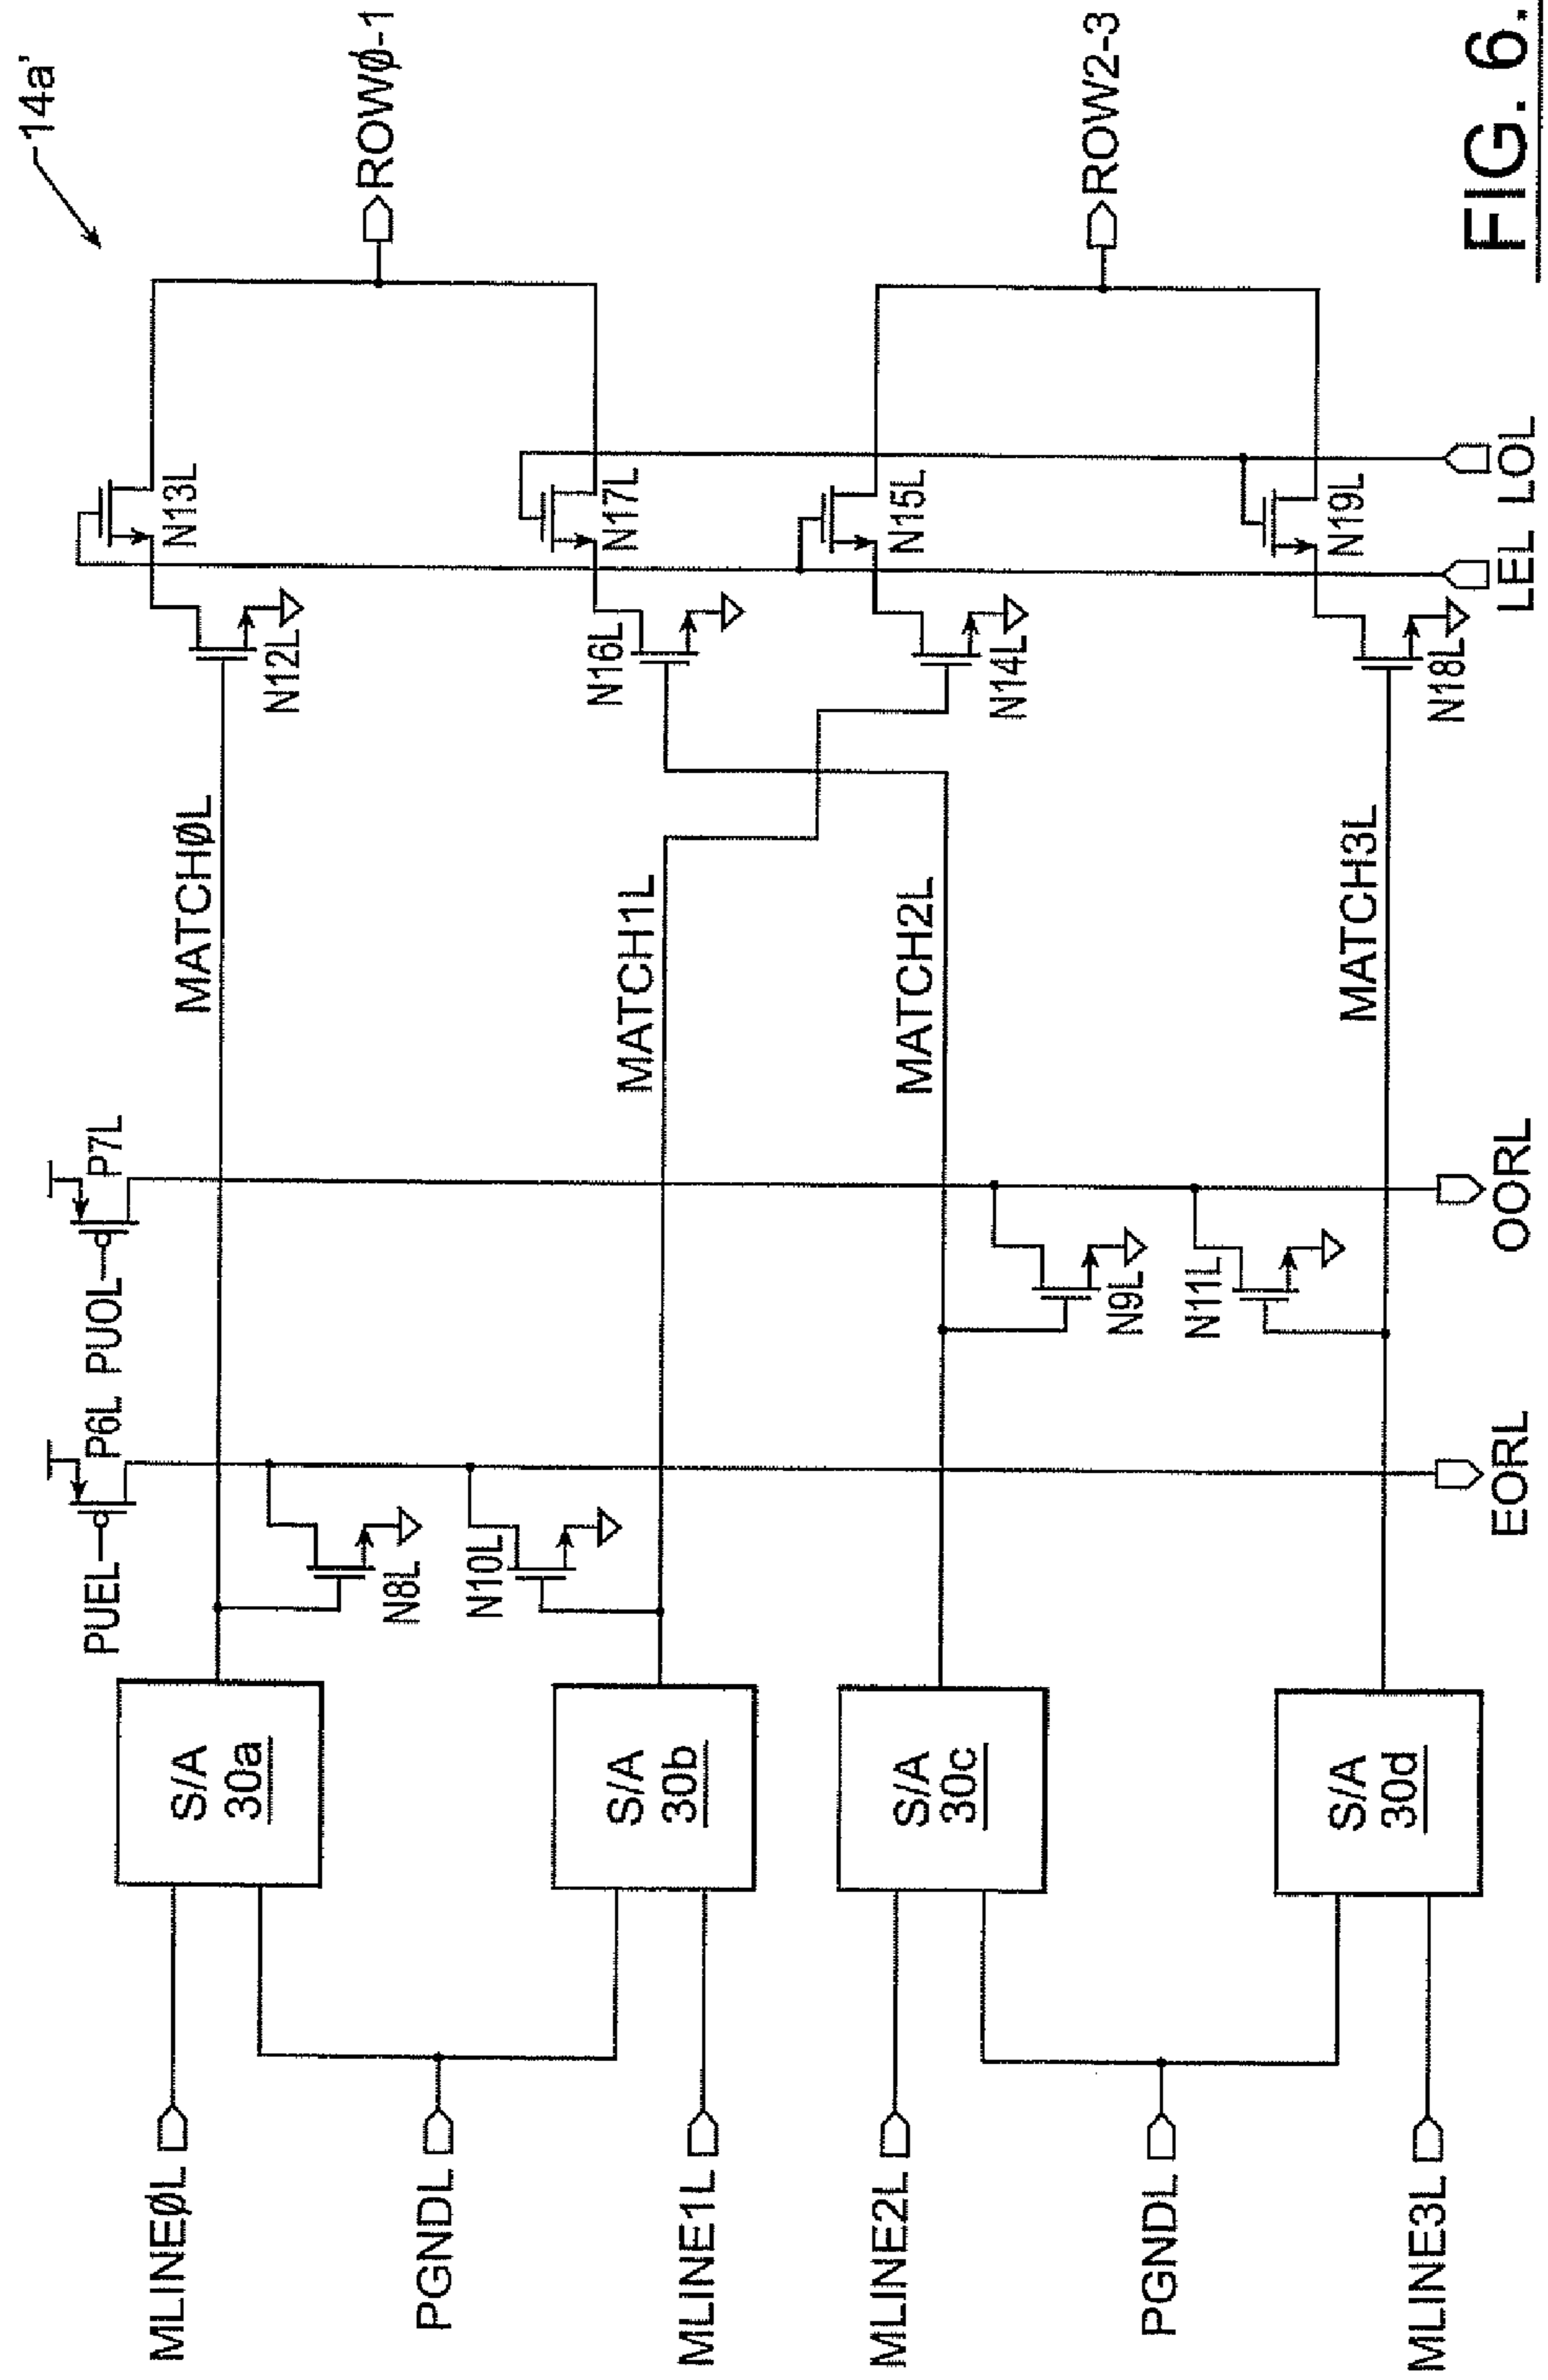 14a'
MLINEØL
PGNDL
MLINE1L
MLINE2L
PGNDL
MLINE3L
S/A
30a
S/A
30b
S/A
30c
S/A
30d
PUEL
P6L
PUOL
P7L
N8L
N10L
N9L
N11L
EORL
OORL
MATCHØL
MATCH1L
MATCH2L
MATCH3L
N12L
N16L
N14L
N18L
N13L
N17L
N15L
N19L
LEL
LOL
ROWØ-1
ROW2-3
FIG. 6.